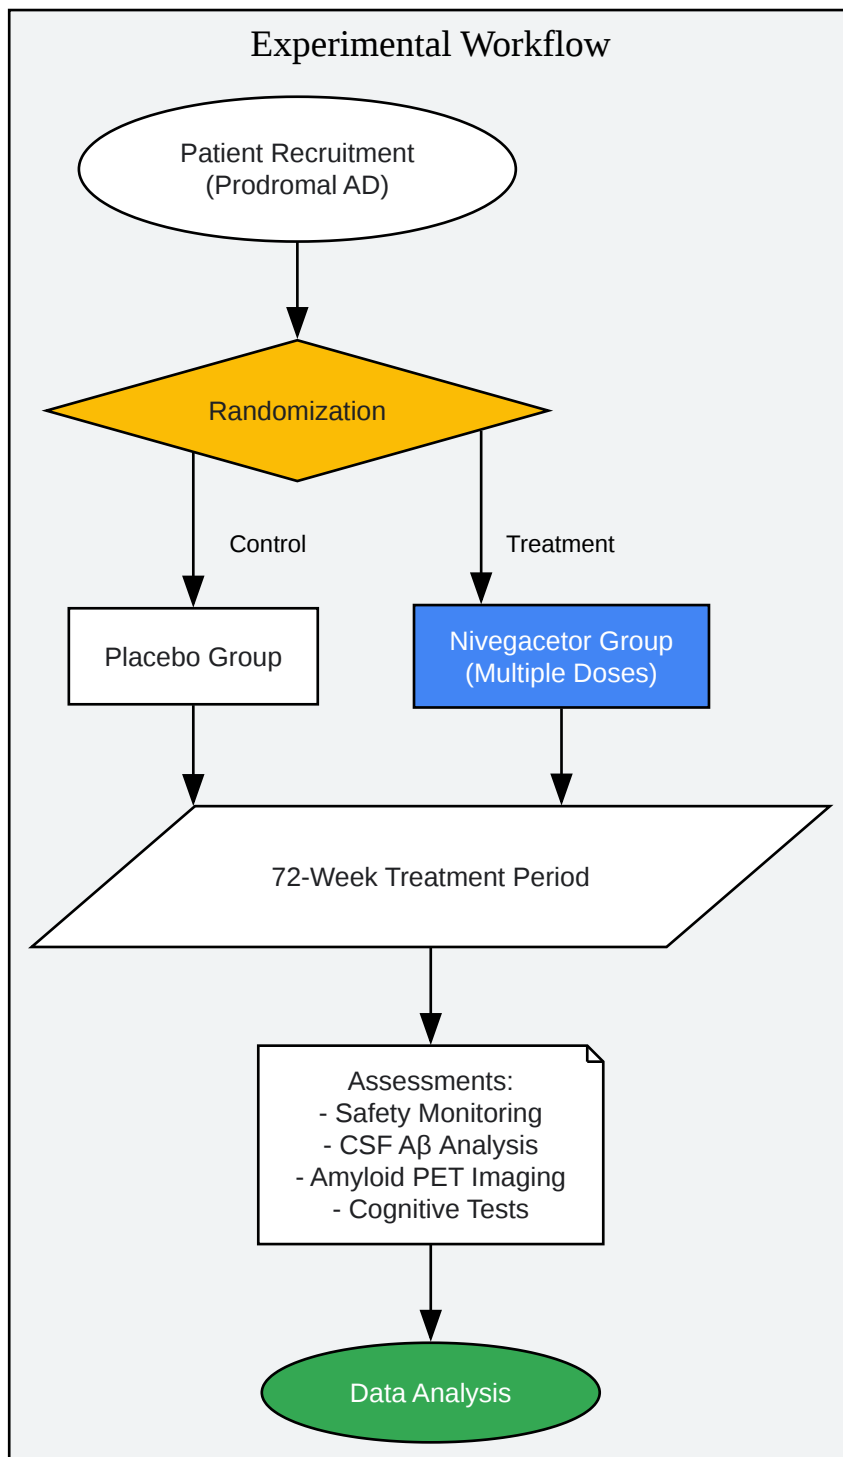 Experimental Workflow
Patient Recruitment
(Prodromal AD)
Randomization
Control
Treatment
Placebo Group
Nivegacetor Group
(Multiple Doses)
72-Week Treatment Period
Assessments:
- Safety Monitoring
- CSF Aβ Analysis
- Amyloid PET Imaging
- Cognitive Tests
Data Analysis